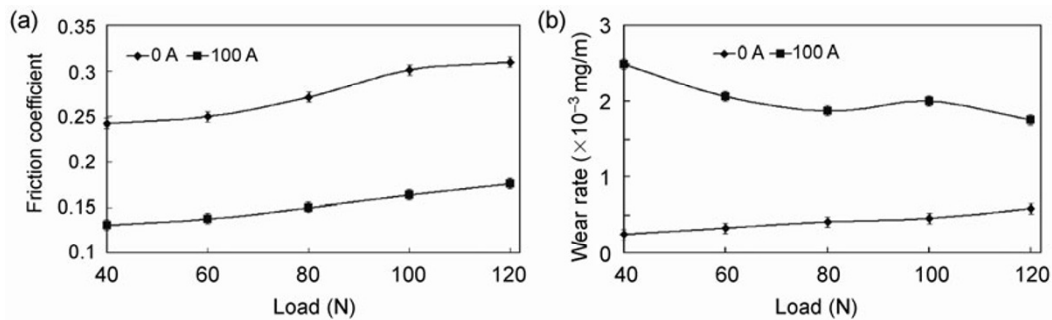 (a)
0.35
0.3
0.25
0.2
0.15
0.1
Friction coefficient
0 A 100 A
40 60 80 100 120
Load (N)
(b)
3
2
1
0
Wear rate (×10⁻³ mg/m)
0 A 100 A
40 60 80 100 120
Load (N)